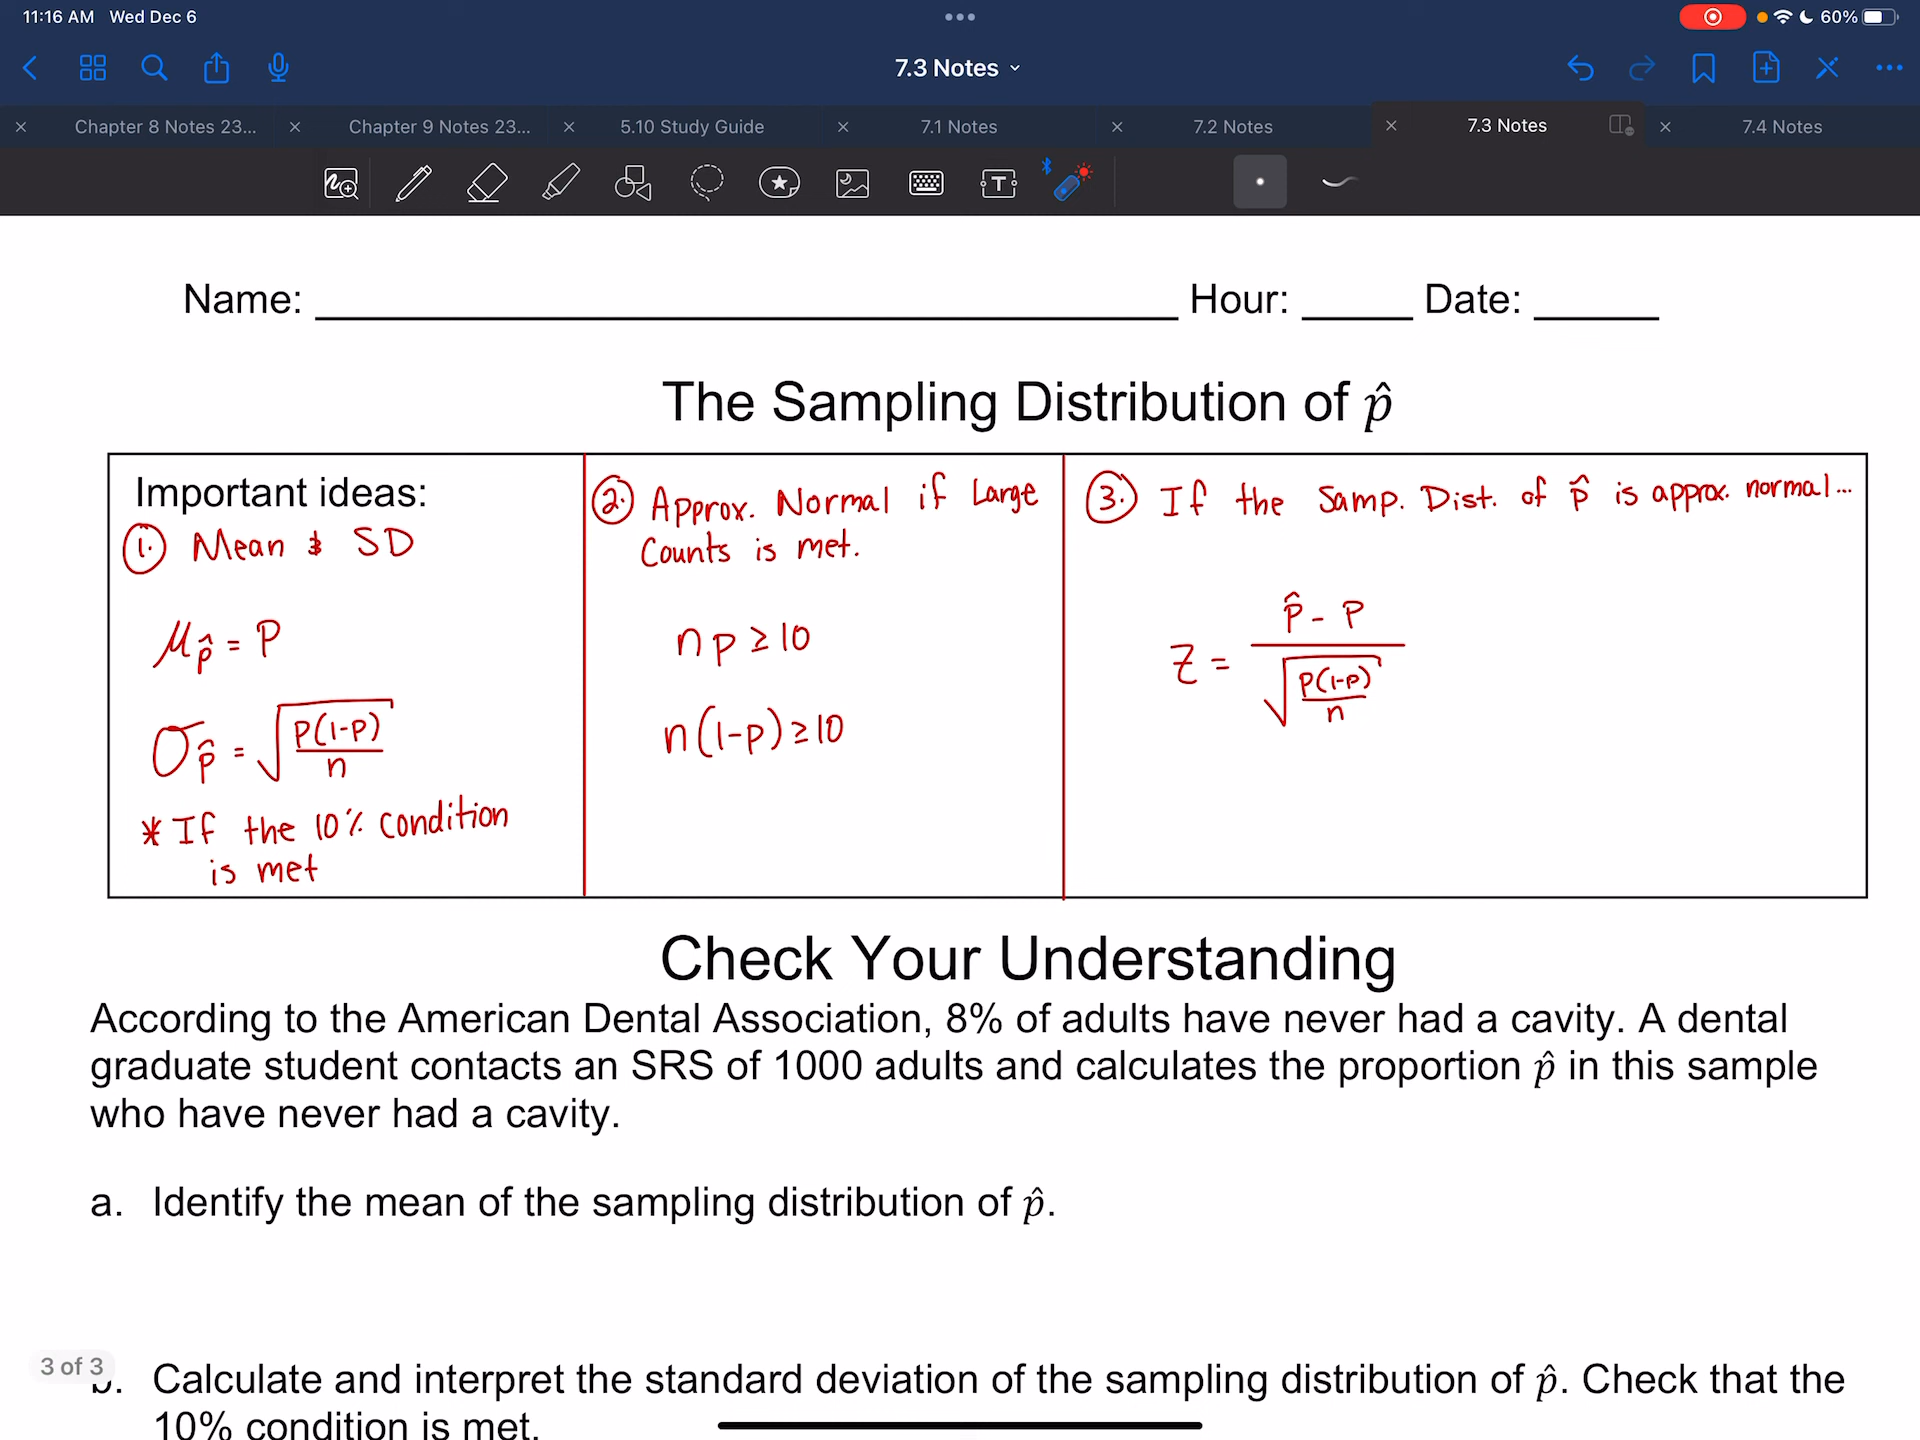 11:16 AM Wed Dec 6
60%
7.3 Notes
Chapter 8 Notes 23...
Chapter 9 Notes 23...
5.10 Study Guide
7.1 Notes
7.2 Notes
7.3 Notes
7.4 Notes
Name: ____ Hour: ____ Date: ____
The Sampling Distribution of p̂
Important ideas:
1. Mean & SD
μp̂ = P
σp̂ = √(P(1-P)/n)
* If the 10% condition
is met
2. Approx. Normal if Large
Counts is met.
np ≥ 10
n(1-p) ≥ 10
3. If the Samp. Dist. of p̂ is approx. normal...
Z = (p̂ - P)/√(P(1-P)/n)
Check Your Understanding
According to the American Dental Association, 8% of adults have never had a cavity. A dental
graduate student contacts an SRS of 1000 adults and calculates the proportion p̂ in this sample
who have never had a cavity.
a. Identify the mean of the sampling distribution of p̂.
3 of 3
b. Calculate and interpret the standard deviation of the sampling distribution of p̂. Check that the
10% condition is met.